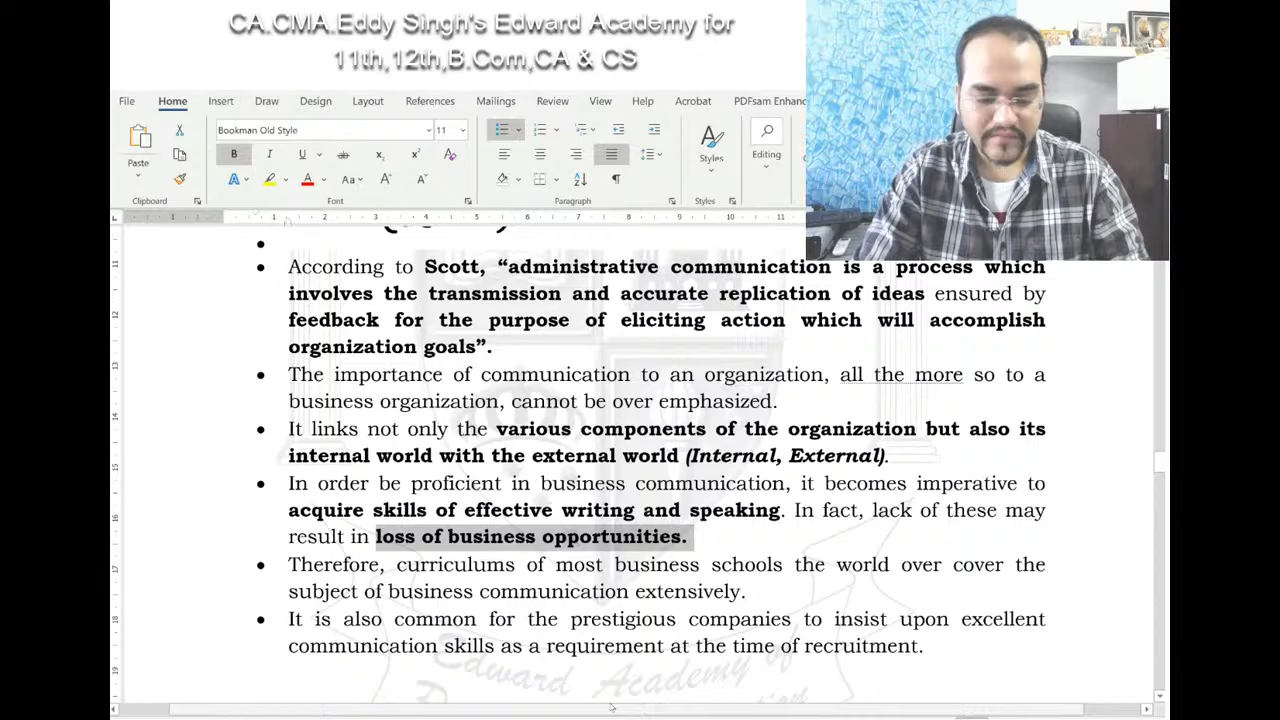 CA.CMA.Eddy Singh's Edward Academy for
11th,12th,B.Com,CA & CS
File Home Insert Draw Design Layout References Mailings Review View Help Acrobat PDFsam Enhanc
Bookman Old Style 11
Paste
Styles
Editing
Clipboard Font Paragraph Styles
According to Scott, “administrative communication is a process which
involves the transmission and accurate replication of ideas ensured by
feedback for the purpose of eliciting action which will accomplish
organization goals”.
The importance of communication to an organization, all the more so to a
business organization, cannot be over emphasized.
It links not only the various components of the organization but also its
internal world with the external world (Internal, External).
In order be proficient in business communication, it becomes imperative to
acquire skills of effective writing and speaking. In fact, lack of these may
result in loss of business opportunities.
Therefore, curriculums of most business schools the world over cover the
subject of business communication extensively.
It is also common for the prestigious companies to insist upon excellent
communication skills as a requirement at the time of recruitment.
Edward Academy of